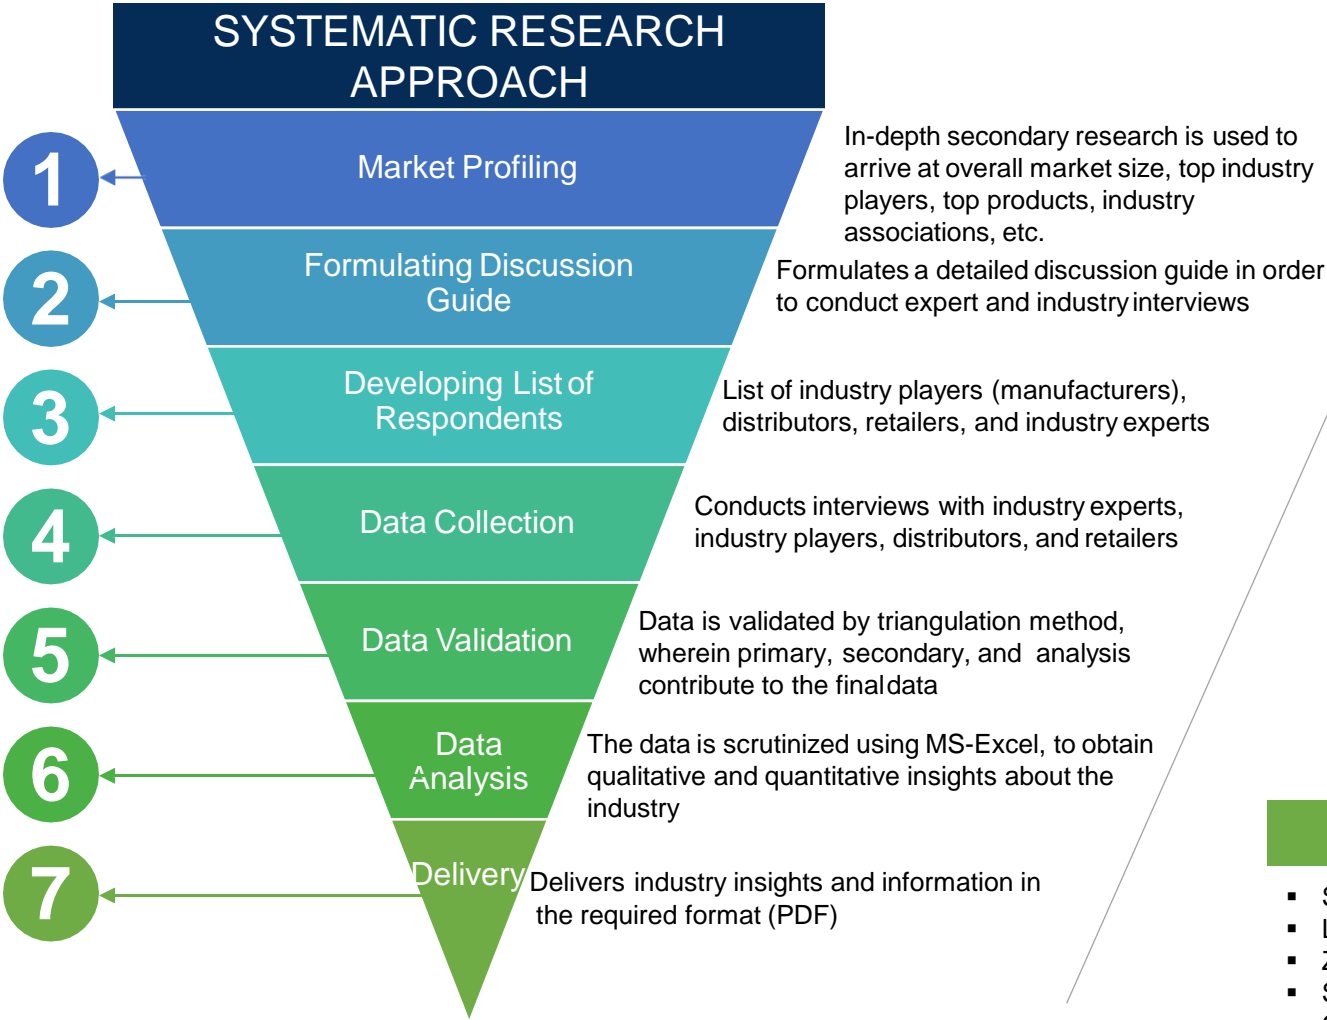 SYSTEMATIC RESEARCH
APPROACH
1
Market Profiling
In-depth secondary research is used to
arrive at overall market size, top industry
players, top products, industry
associations, etc.
2
Formulating Discussion
Guide
Formulates a detailed discussion guide in order
to conduct expert and industry interviews
3
Developing List of
Respondents
List of industry players (manufacturers),
distributors, retailers, and industry experts
4
Data Collection
Conducts interviews with industry experts,
industry players, distributors, and retailers
5
Data Validation
Data is validated by triangulation method,
wherein primary, secondary, and analysis
contribute to the final data
6
Data
Analysis
The data is scrutinized using MS-Excel, to obtain
qualitative and quantitative insights about the
industry
7
Delivery
Delivers industry insights and information in
the required format (PDF)